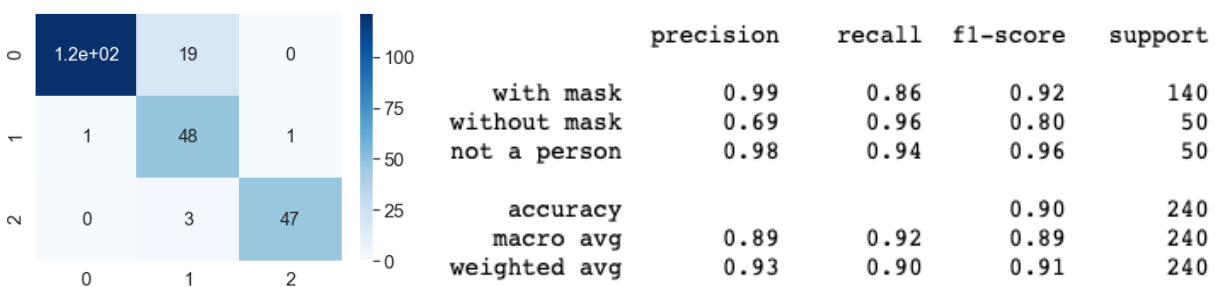 0 1.2e+02 19 0
1 1 48 1
2 0 3 47
0 1 2
100
75
50
25
0
precision recall f1-score support
with mask 0.99 0.86 0.92 140
without mask 0.69 0.96 0.80 50
not a person 0.98 0.94 0.96 50
accuracy 0.90 240
macro avg 0.89 0.92 0.89 240
weighted avg 0.93 0.90 0.91 240